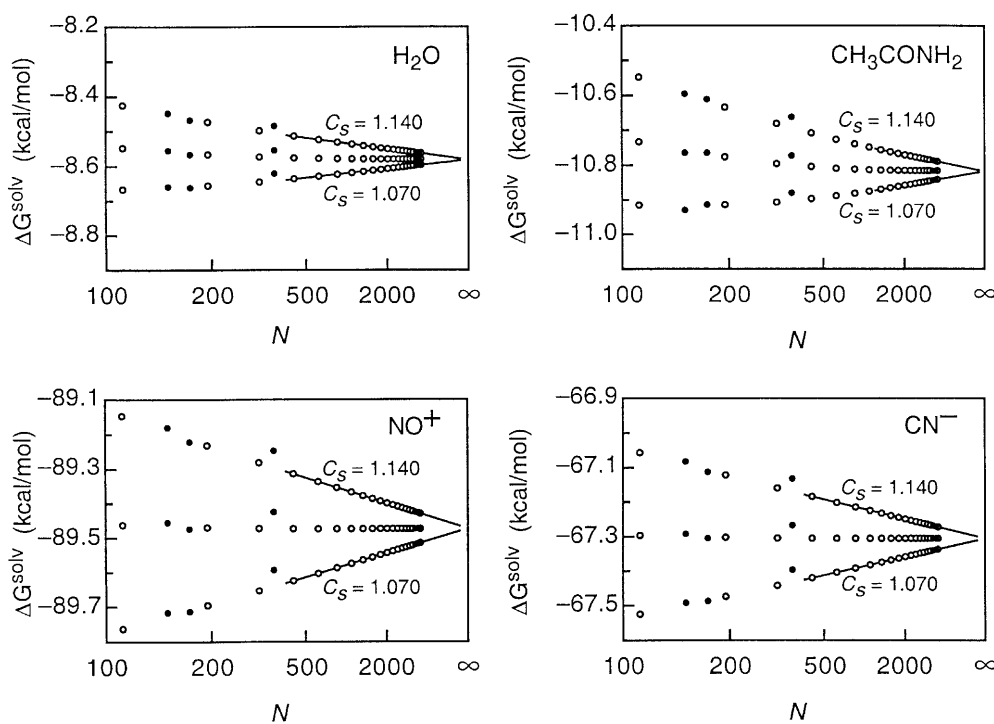 −8.2
−8.4
−8.6
−8.8
ΔG^solv (kcal/mol)
H₂O
C_S = 1.140
C_S = 1.070
100 200 500 2000 ∞
N
−10.4
−10.6
−10.8
−11.0
ΔG^solv (kcal/mol)
CH₃CONH₂
C_S = 1.140
C_S = 1.070
100 200 500 2000 ∞
N
−89.1
−89.3
−89.5
−89.7
ΔG^solv (kcal/mol)
NO⁺
C_S = 1.140
C_S = 1.070
100 200 500 2000 ∞
N
−66.9
−67.1
−67.3
−67.5
ΔG^solv (kcal/mol)
CN⁻
C_S = 1.140
C_S = 1.070
100 200 500 2000 ∞
N